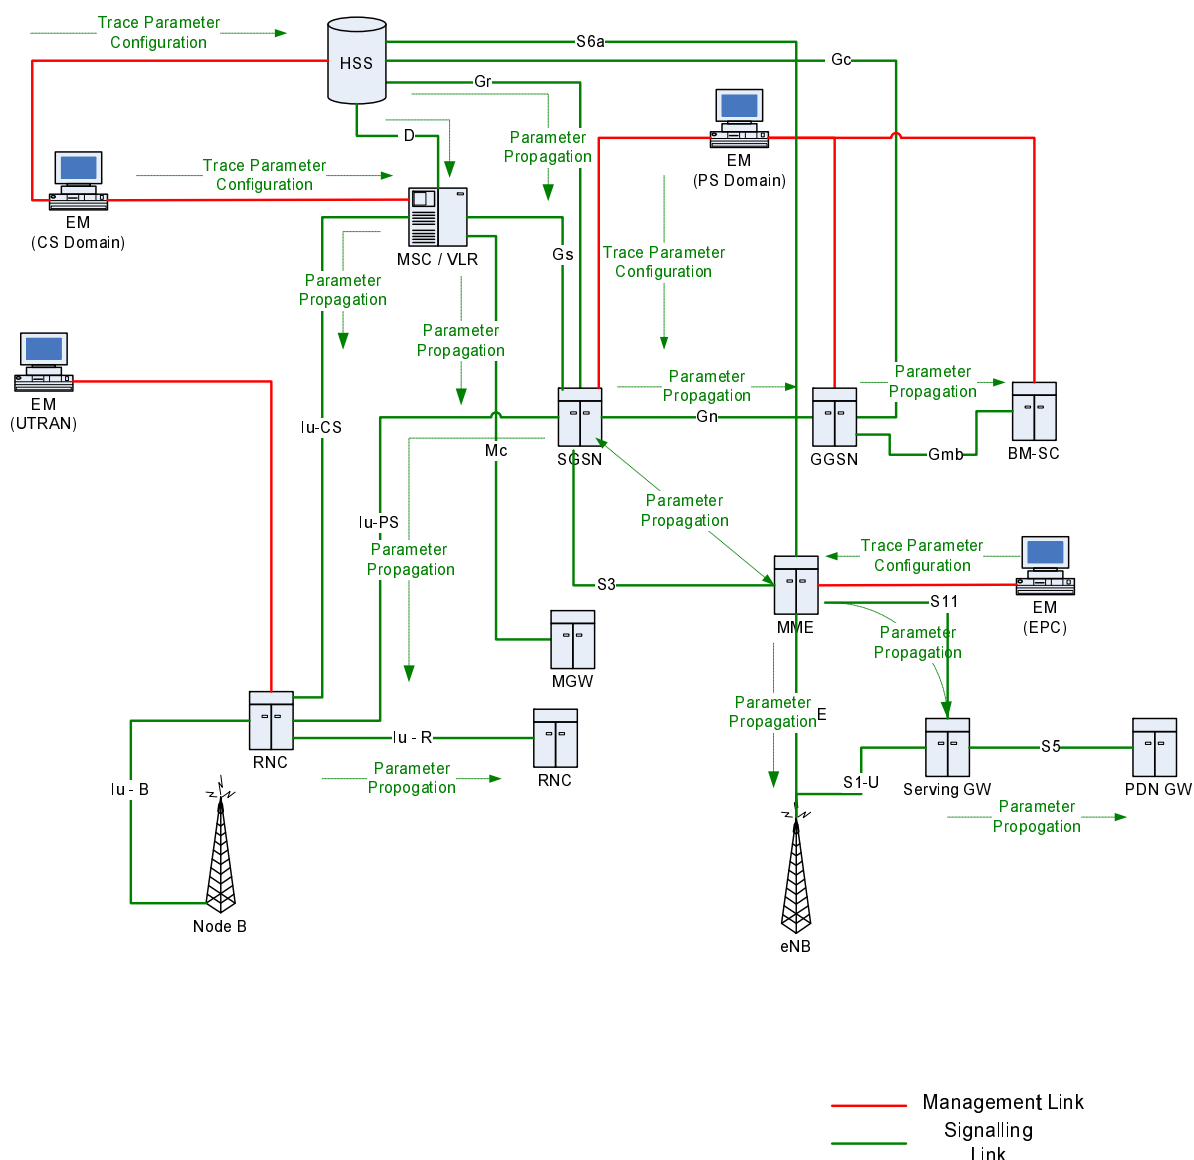 Trace Parameter
Configuration
HSS
S6a
Gc
Gr
D
Parameter
Propagation
EM
(PS Domain)
Trace Parameter
Configuration
EM
(CS Domain)
MSC / VLR
Gs
Trace Parameter
Configuration
Parameter
Propagation
Parameter
Propagation
EM
(UTRAN)
Parameter
Propagation
Parameter
Propagation
Iu-CS
Gn
Mc
SGSN
GGSN
Gmb
BM-SC
Parameter
Propagation
Iu-PS
Parameter
Propagation
Trace Parameter
Configuration
S3
MME
S11
EM
(EPC)
Parameter
Propagation
MGW
Parameter
Propagation
E
Iu - R
RNC
RNC
Parameter
Propogation
Iu - B
S5
S1-U
Serving GW
PDN GW
Parameter
Propogation
Node B
eNB
Management Link
Signalling
Link